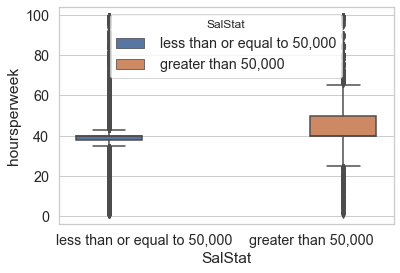 100
80
60
40
20
0
hoursperweek
SalStat
less than or equal to 50,000
greater than 50,000
less than or equal to 50,000 greater than 50,000
SalStat